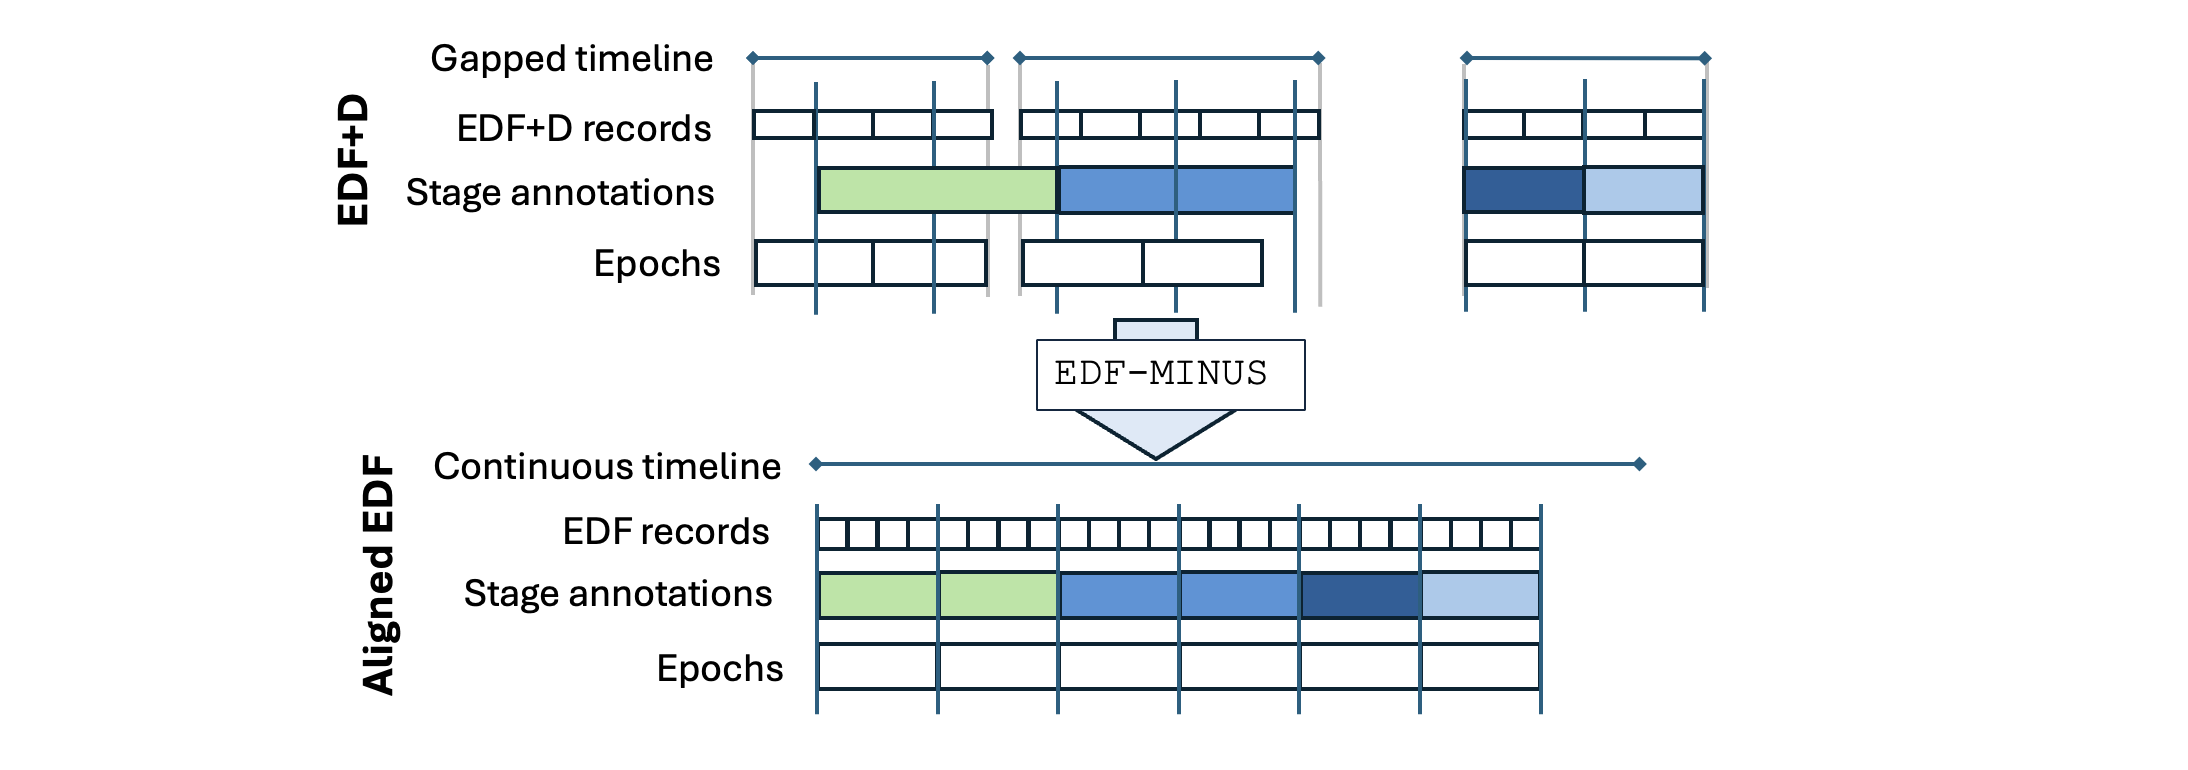 EDF+D
Gapped timeline
EDF+D records
Stage annotations
Epochs
EDF-MINUS
Aligned EDF
Continuous timeline
EDF records
Stage annotations
Epochs